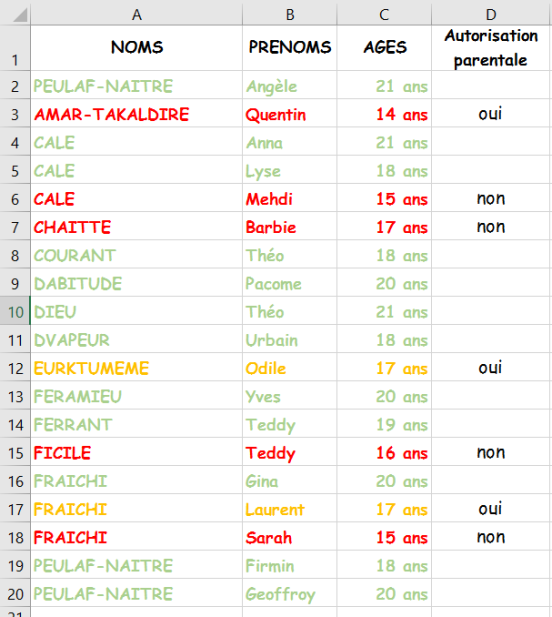 A B C D
1 NOMS PRENOMS AGES Autorisation parentale
2 PEULAF-NAITRE Angèle 21 ans
3 AMAR-TAKALDIRE Quentin 14 ans oui
4 CALE Anna 21 ans
5 CALE Lyse 18 ans
6 CALE Mehdi 15 ans non
7 CHAITTE Barbie 17 ans non
8 COURANT Théo 18 ans
9 DABITUDE Pacome 20 ans
10 DIEU Théo 21 ans
11 DVAPEUR Urbain 18 ans
12 EURKTUMEME Odile 17 ans oui
13 FERAMIEU Yves 20 ans
14 FERRANT Teddy 19 ans
15 FICILE Teddy 16 ans non
16 FRAICHI Gina 20 ans
17 FRAICHI Laurent 17 ans oui
18 FRAICHI Sarah 15 ans non
19 PEULAF-NAITRE Firmin 18 ans
20 PEULAF-NAITRE Geoffroy 20 ans